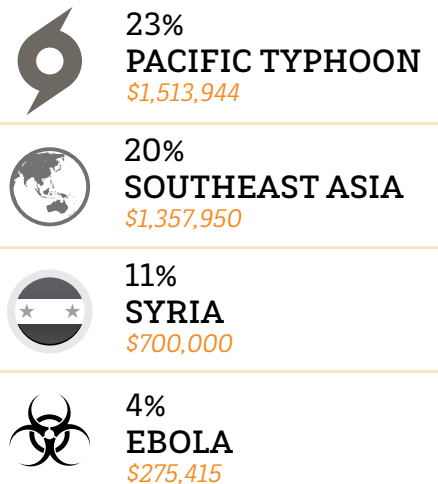 23%
PACIFIC TYPHOON
$1,513,944
20%
SOUTHEAST ASIA
$1,357,950
11%
SYRIA
$700,000
4%
EBOLA
$275,415